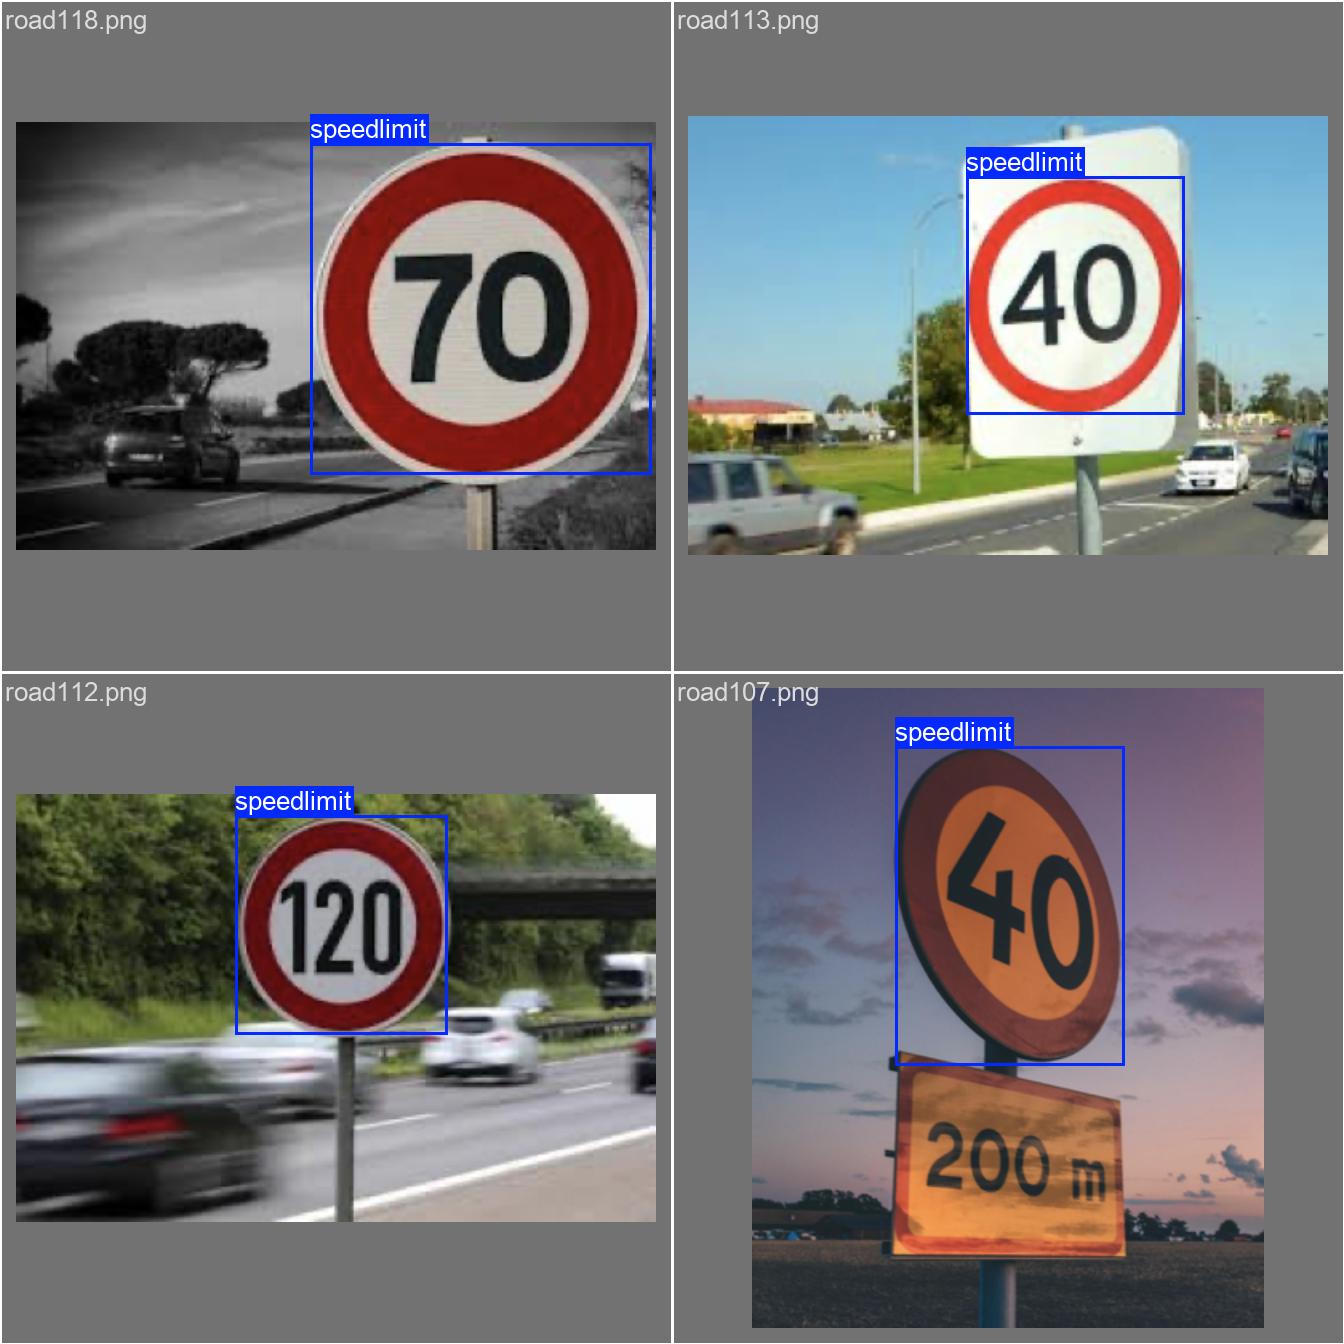 road118.png
speedlimit
70
road113.png
speedlimit
40
road112.png
speedlimit
120
road107.png
speedlimit
40
200 m